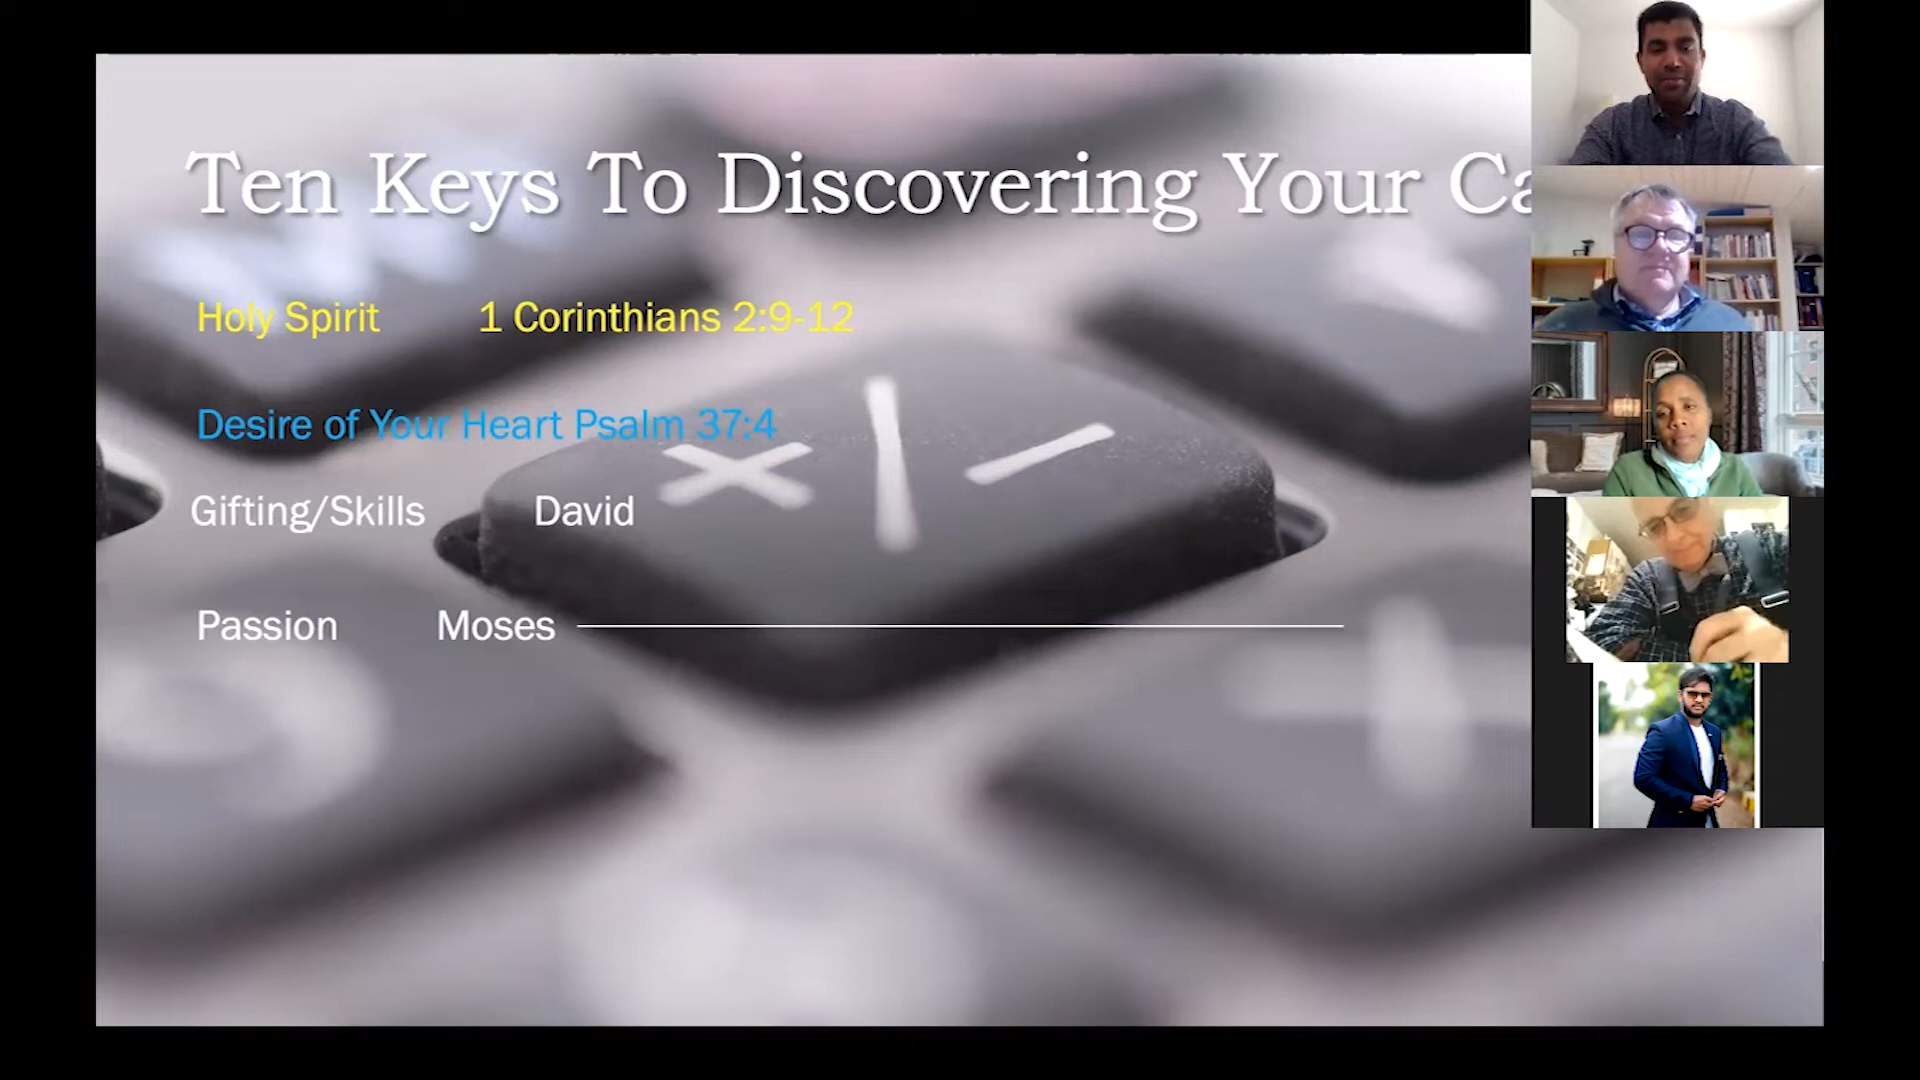 Ten Keys To Discovering Your Ca
Holy Spirit 1 Corinthians 2:9-12
Desire of Your Heart Psalm 37:4
Gifting/Skills David
Passion Moses